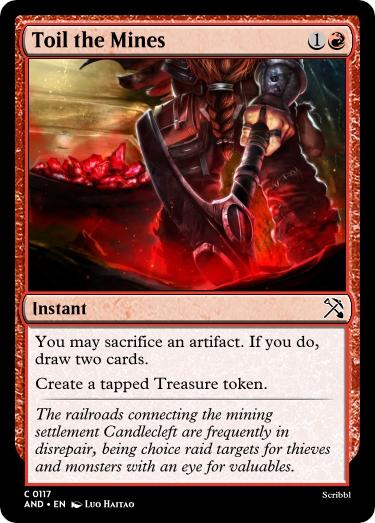 Toil the Mines 1
Instant
You may sacrifice an artifact. If you do,
draw two cards.
Create a tapped Treasure token.
The railroads connecting the mining
settlement Candlecleft are frequently in
disrepair, being choice raid targets for thieves
and monsters with an eye for valuables.
C 0117
AND • EN Luo Haitao
Scribbl